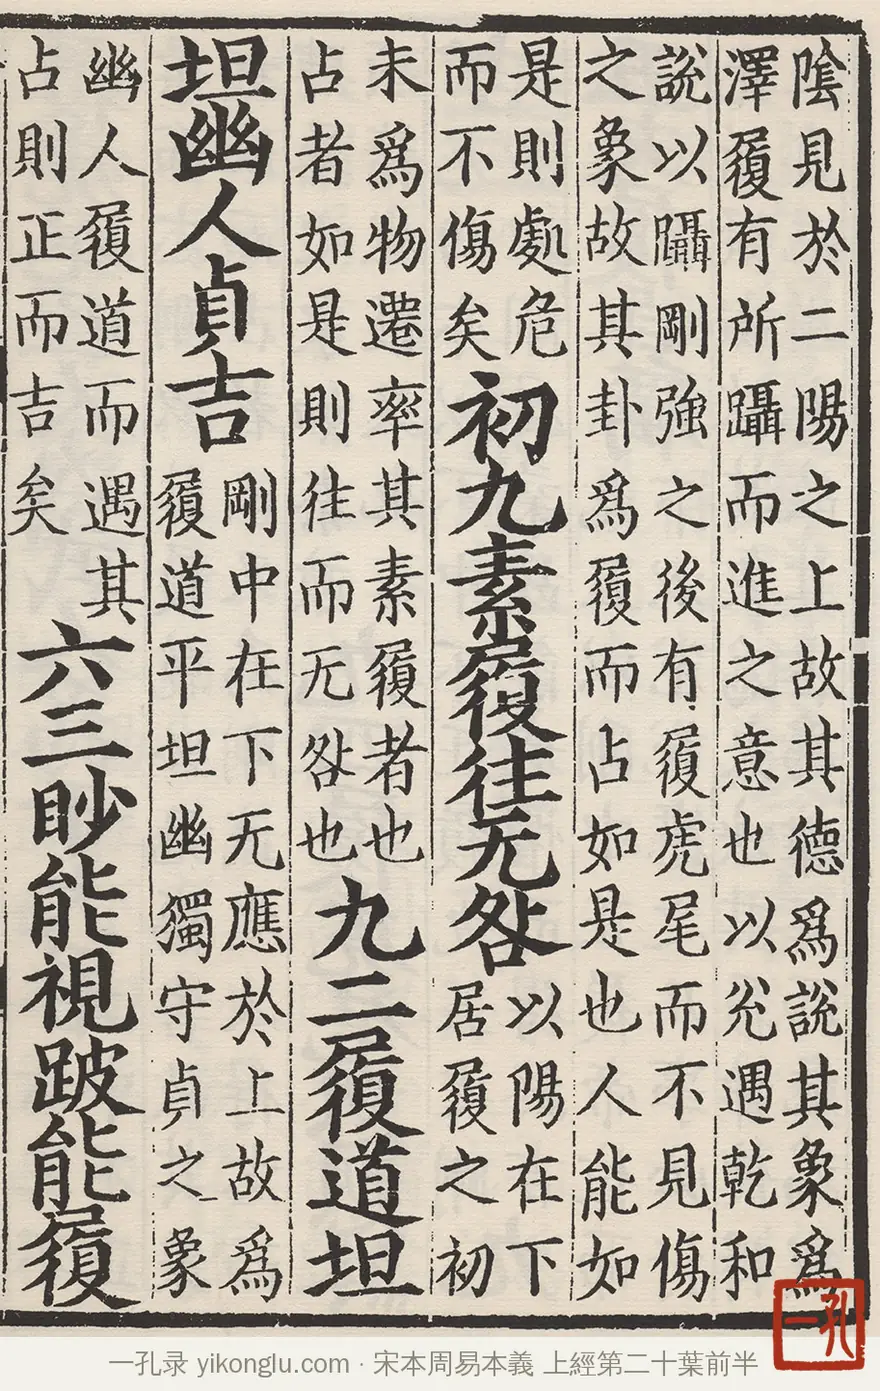 陰見於二陽之上故其德爲說其象爲
澤履有所躡而進之意也以兊遇乾和
說以躡剛強之後有履虎尾而不見傷
之象故其卦爲履而占如是也人能如
是則處危
而不傷矣
初九素履往无咎
以陽在下
居履之初
未爲物遷率其素履者也
占者如是則往而无咎也
九二履道坦
坦幽人貞吉
剛中在下无應於上故爲
履道平坦幽獨守貞之象
幽人履道而遇其
占則正而吉矣
六三眇能視跛能履
一孔
一孔录 yikonglu.com · 宋本周易本義 上經第二十葉前半